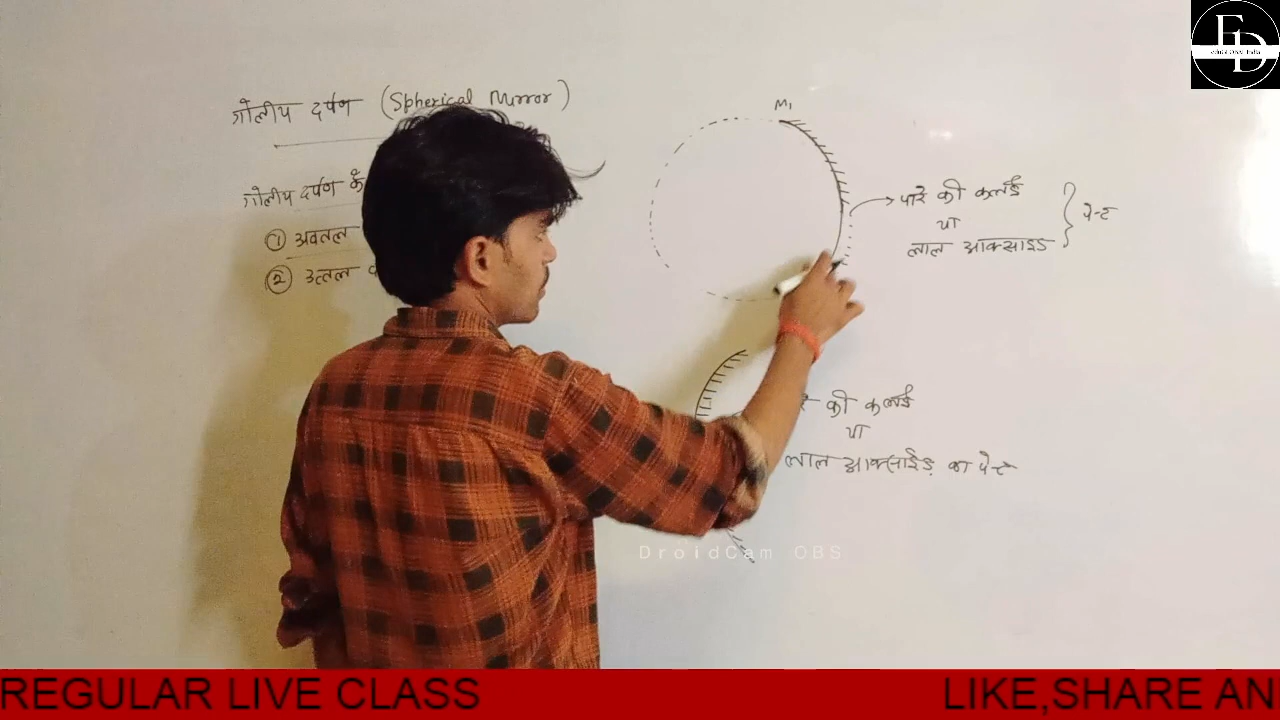 गोलीय दर्पण (Spherical Mirror)
गोलीय दर्पण के
① अवतल
② उत्तल
M₁
पारे की कलई
या
लाल आक्साइड
पेन्ट
की कलई
या
लाल आक्साईड़ का पेन्ट
DroidCam OBS
REGULAR LIVE CLASS
LIKE,SHARE AN